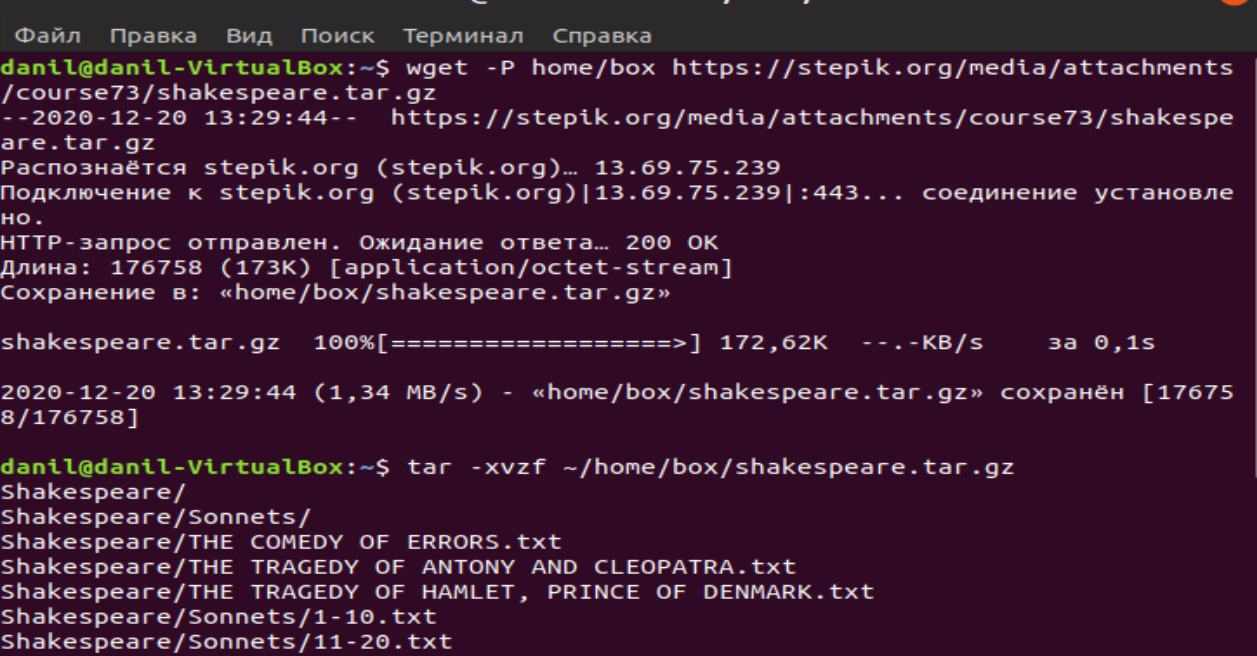 Файл Правка Вид Поиск Терминал Справка
danil@danil-VirtualBox:~$ wget -P home/box https://stepik.org/media/attachments
/course73/shakespeare.tar.gz
--2020-12-20 13:29:44--  https://stepik.org/media/attachments/course73/shakespe
are.tar.gz
Распознаётся stepik.org (stepik.org)… 13.69.75.239
Подключение к stepik.org (stepik.org)|13.69.75.239|:443... соединение установле
но.
HTTP-запрос отправлен. Ожидание ответа… 200 OK
Длина: 176758 (173K) [application/octet-stream]
Сохранение в: «home/box/shakespeare.tar.gz»
shakespeare.tar.gz  100%[==================>] 172,62K  --.-KB/s    за 0,1s
2020-12-20 13:29:44 (1,34 MB/s) - «home/box/shakespeare.tar.gz» сохранён [17675
8/176758]
danil@danil-VirtualBox:~$ tar -xvzf ~/home/box/shakespeare.tar.gz
Shakespeare/
Shakespeare/Sonnets/
Shakespeare/THE COMEDY OF ERRORS.txt
Shakespeare/THE TRAGEDY OF ANTONY AND CLEOPATRA.txt
Shakespeare/THE TRAGEDY OF HAMLET, PRINCE OF DENMARK.txt
Shakespeare/Sonnets/1-10.txt
Shakespeare/Sonnets/11-20.txt